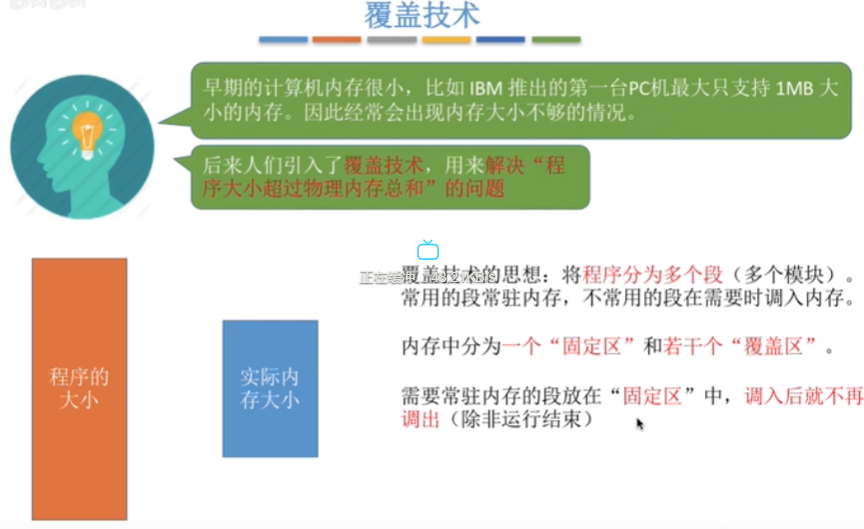 覆盖技术
早期的计算机内存很小，比如 IBM 推出的第一台PC机最大只支持 1MB 大
小的内存。因此经常会出现内存大小不够的情况。
后来人们引入了覆盖技术，用来解决“程
序大小超过物理内存总和”的问题
正在缓冲
覆盖技术的思想：将程序分为多个段（多个模块）。
常用的段常驻内存，不常用的段在需要时调入内存。
内存中分为一个“固定区”和若干个“覆盖区”。
需要常驻内存的段放在“固定区”中，调入后就不再
调出（除非运行结束）
程序的
大小
实际内
存大小